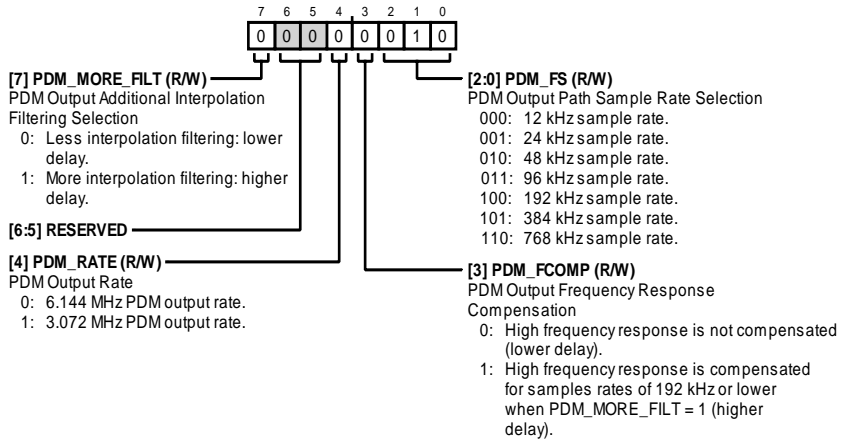 7 6 5 4 3 2 1 0
0 0 0 0 0 0 1 0
[7] PDM_MORE_FILT (R/W)
PDM Output Additional Interpolation
Filtering Selection
0: Less interpolation filtering: lower
delay.
1: More interpolation filtering: higher
delay.
[6:5] RESERVED
[4] PDM_RATE (R/W)
PDM Output Rate
0: 6.144 MHz PDM output rate.
1: 3.072 MHz PDM output rate.
[2:0] PDM_FS (R/W)
PDM Output Path Sample Rate Selection
000: 12 kHz sample rate.
001: 24 kHz sample rate.
010: 48 kHz sample rate.
011: 96 kHz sample rate.
100: 192 kHz sample rate.
101: 384 kHz sample rate.
110: 768 kHz sample rate.
[3] PDM_FCOMP (R/W)
PDM Output Frequency Response
Compensation
0: High frequency response is not compensated
(lower delay).
1: High frequency response is compensated
for samples rates of 192 kHz or lower
when PDM_MORE_FILT = 1 (higher
delay).